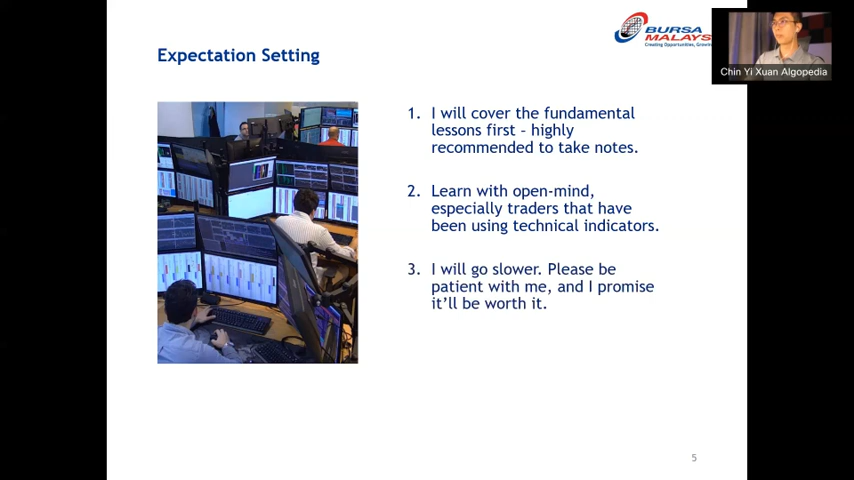 Expectation Setting
BURSA
MALAYS
Creating Opportunities, Growin
Chin Yi Xuan Algopedia
1. I will cover the fundamental
lessons first – highly
recommended to take notes.
2. Learn with open-mind,
especially traders that have
been using technical indicators.
3. I will go slower. Please be
patient with me, and I promise
it’ll be worth it.
5